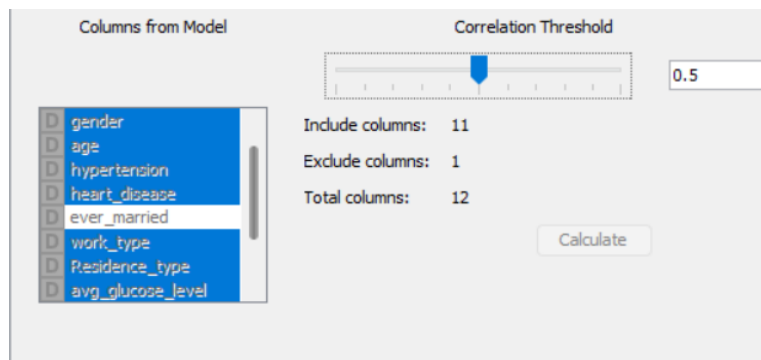 Columns from Model
Correlation Threshold
0.5
D gender
D age
D hypertension
D heart_disease
D ever_married
D work_type
D Residence_type
D avg_glucose_level
Include columns: 11
Exclude columns: 1
Total columns: 12
Calculate